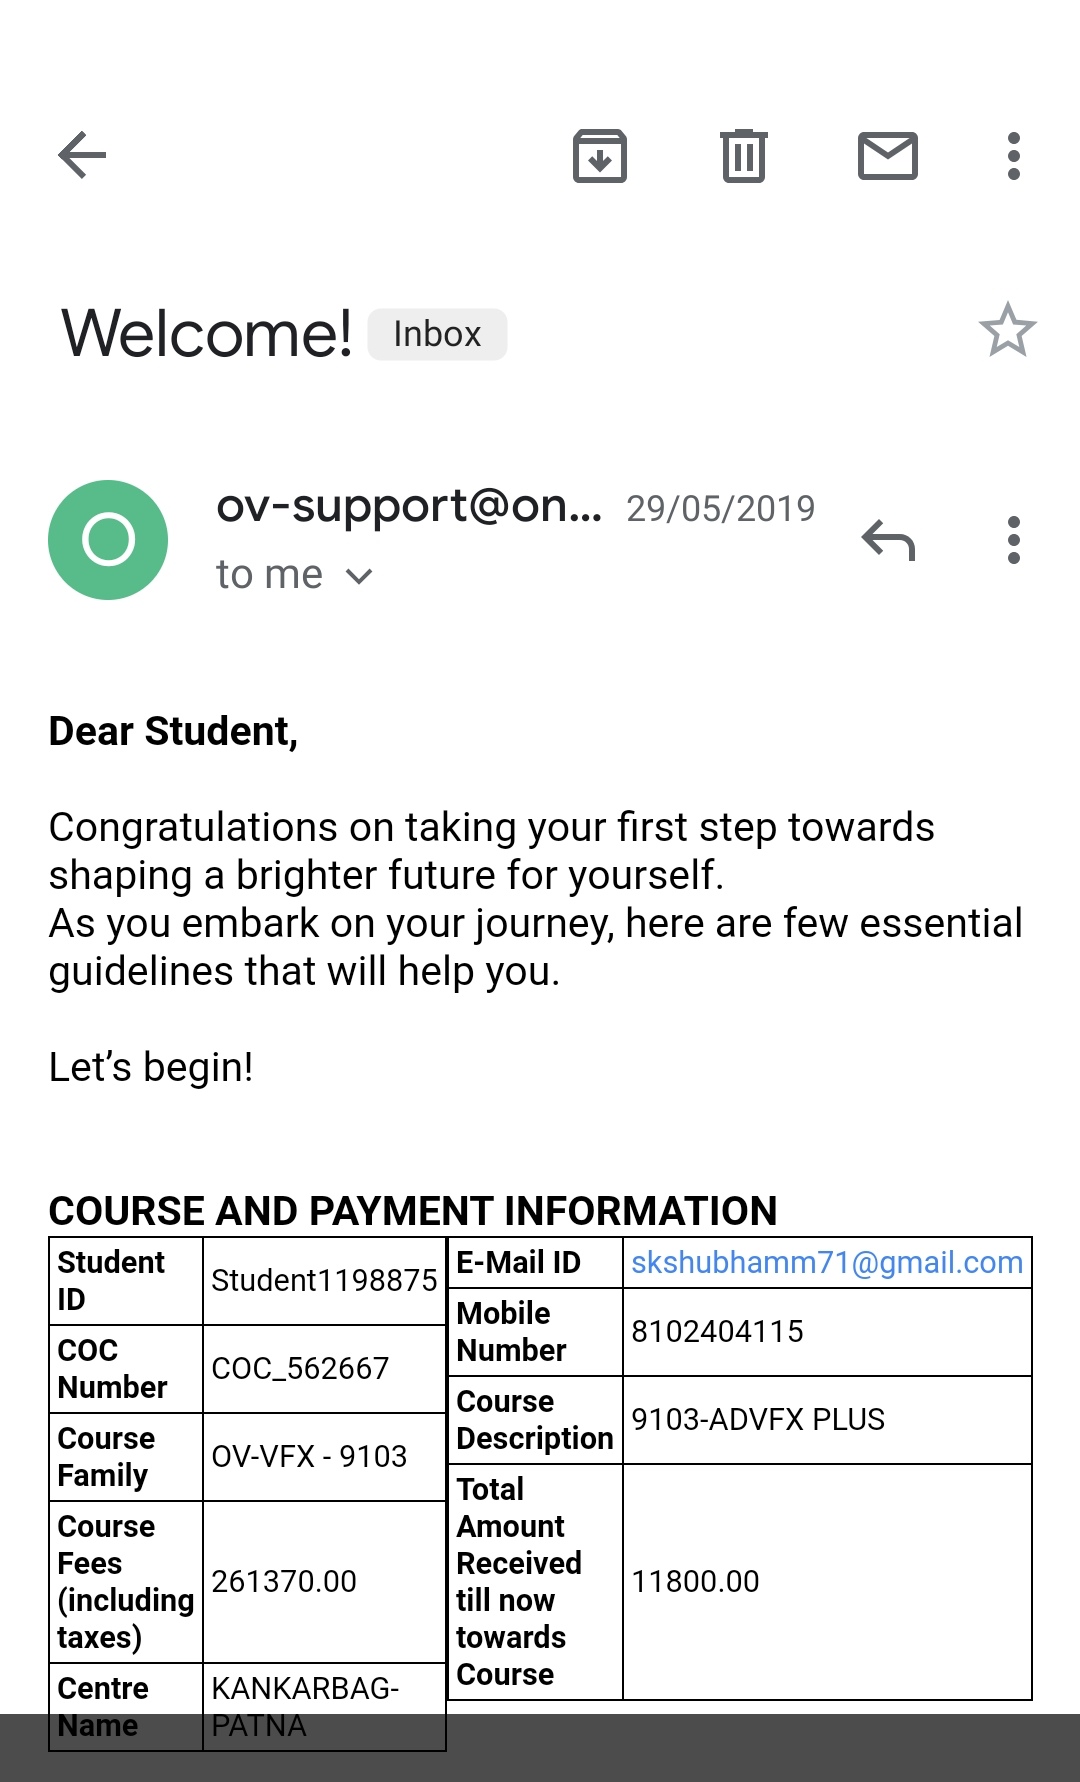 Welcome! Inbox
O
ov-support@on... 29/05/2019
to me
Dear Student,
Congratulations on taking your first step towards
shaping a brighter future for yourself.
As you embark on your journey, here are few essential
guidelines that will help you.
Let’s begin!
COURSE AND PAYMENT INFORMATION
Student
ID
Student1198875
COC
Number
COC_562667
Course
Family
OV-VFX - 9103
Course
Fees
(including
taxes)
261370.00
Centre
Name
KANKARBAG-
PATNA
E-Mail ID
skshubhamm71@gmail.com
Mobile
Number
8102404115
Course
Description
9103-ADVFX PLUS
Total
Amount
Received
till now
towards
Course
11800.00